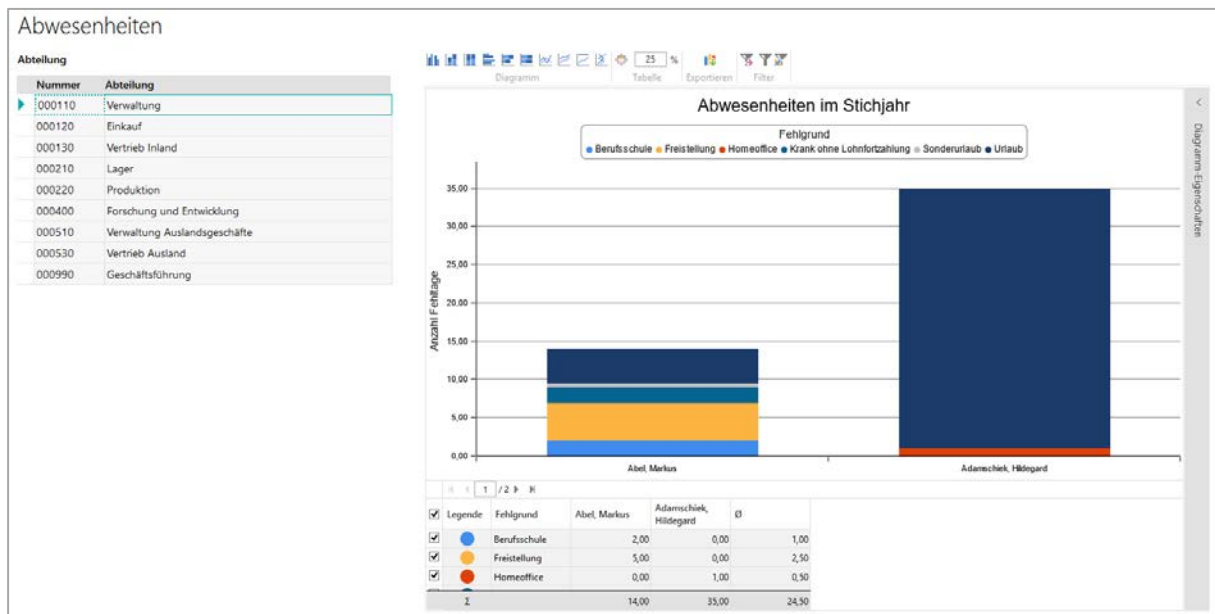 Abwesenheiten
Abteilung
Nummer Abteilung
000110 Verwaltung
000120 Einkauf
000130 Vertrieb Inland
000210 Lager
000220 Produktion
000400 Forschung und Entwicklung
000510 Verwaltung Auslandsgeschäfte
000530 Vertrieb Ausland
000990 Geschäftsführung
25 %
Diagramm Tabelle Exportieren Filter
Abwesenheiten im Stichjahr
Fehlgrund
Berufsschule Freistellung Homeoffice Krank ohne Lohnfortzahlung Sonderurlaub Urlaub
Anzahl Fehltage
35,00
30,00
25,00
20,00
15,00
10,00
5,00
0,00
Abel, Markus Adamschiek, Hildegard
Diagramm-Eigenschaften
1 / 2
Legende Fehlgrund Abel, Markus Adamschiek, Hildegard Ø
Berufsschule 2,00 0,00 1,00
Freistellung 5,00 0,00 2,50
Homeoffice 0,00 1,00 0,50
Σ 14,00 35,00 24,50